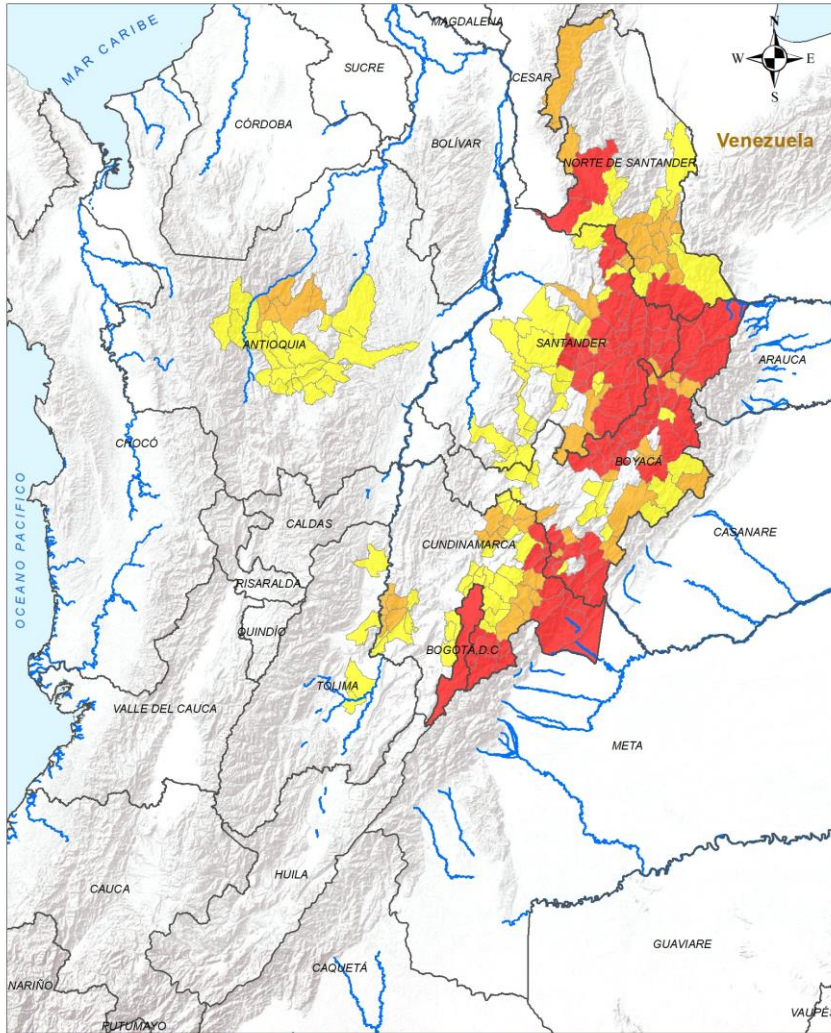 MAGDALENA
MAR CARIBE
N
W E
S
SUCRE
CESAR
CÓRDOBA
BOLÍVAR
Venezuela
NORTE DE SANTANDER
ANTIOQUIA
SANTANDER
ARAUCA
CHOCÓ
BOYACÁ
OCEANO PACIFICO
CALDAS
CUNDINAMARCA
CASANARE
RISARALDA
QUINDÍO
BOGOTÁ,D.C
TOLIMA
VALLE DEL CAUCA
META
HUILA
CAUCA
GUAVIARE
CAQUETÁ
NARIÑO
PUTUMAYO
VAUPÉ